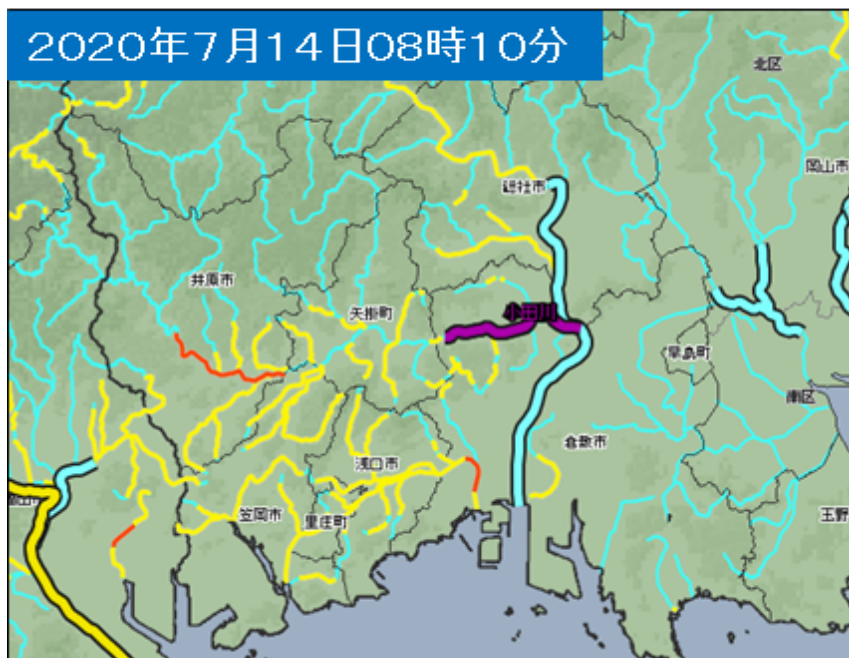 2020年7月14日08時10分
北区
岡山市
総社市
井原市
矢掛町
小田川
早島町
南区
倉敷市
浅口市
笠岡市
里庄町
玉野